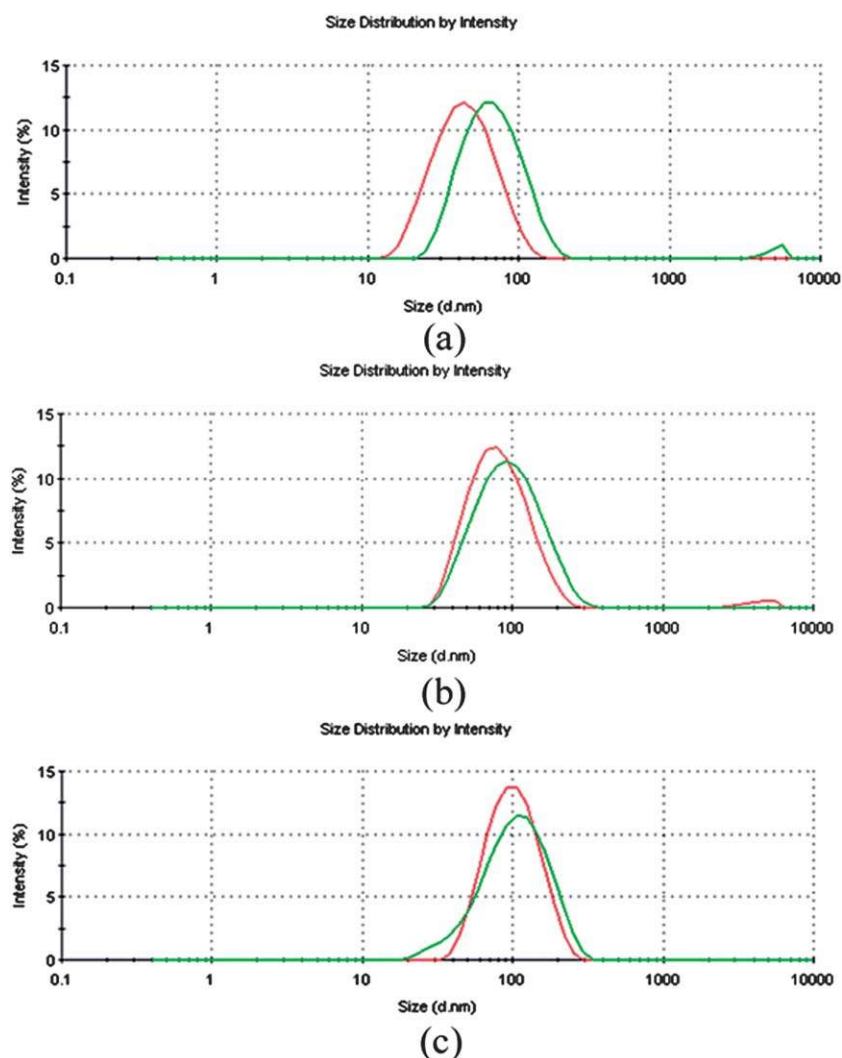 Size Distribution by Intensity
15
10
5
0
Intensity (%)
0.1 1 10 100 1000 10000
Size (d.nm)
(a)
Size Distribution by Intensity
15
10
5
0
Intensity (%)
0.1 1 10 100 1000 10000
Size (d.nm)
(b)
Size Distribution by Intensity
15
10
5
0
Intensity (%)
0.1 1 10 100 1000 10000
Size (d.nm)
(c)